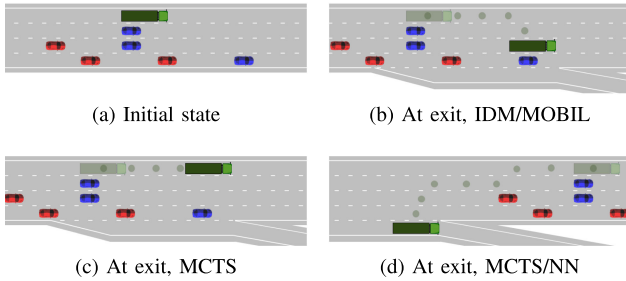 (a) Initial state
(b) At exit, IDM/MOBIL
(c) At exit, MCTS
(d) At exit, MCTS/NN